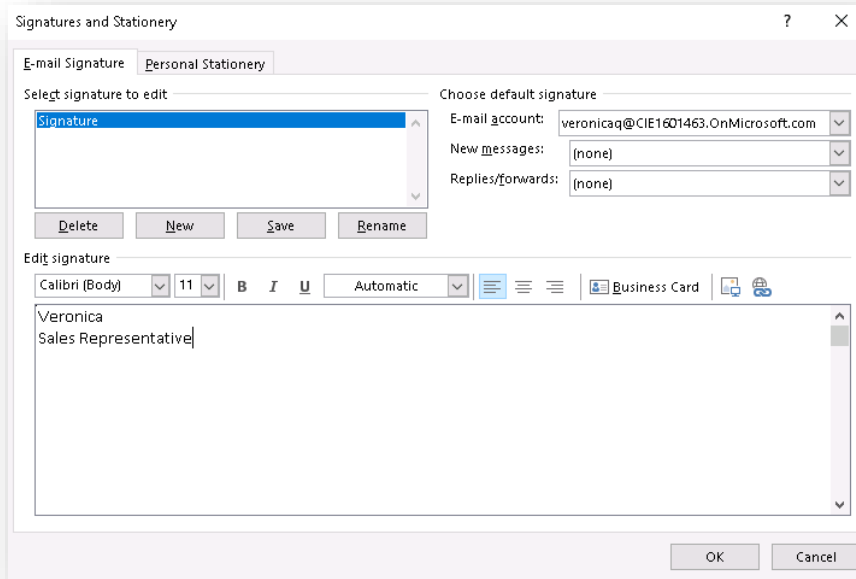 Signatures and Stationery ? X
E-mail Signature Personal Stationery
Select signature to edit
Signature
Delete New Save Rename
Choose default signature
E-mail account: veronicaq@CIE1601463.OnMicrosoft.com
New messages: (none)
Replies/forwards: (none)
Edit signature
Calibri (Body) 11 B I U Automatic Business Card
Veronica
Sales Representative
OK Cancel